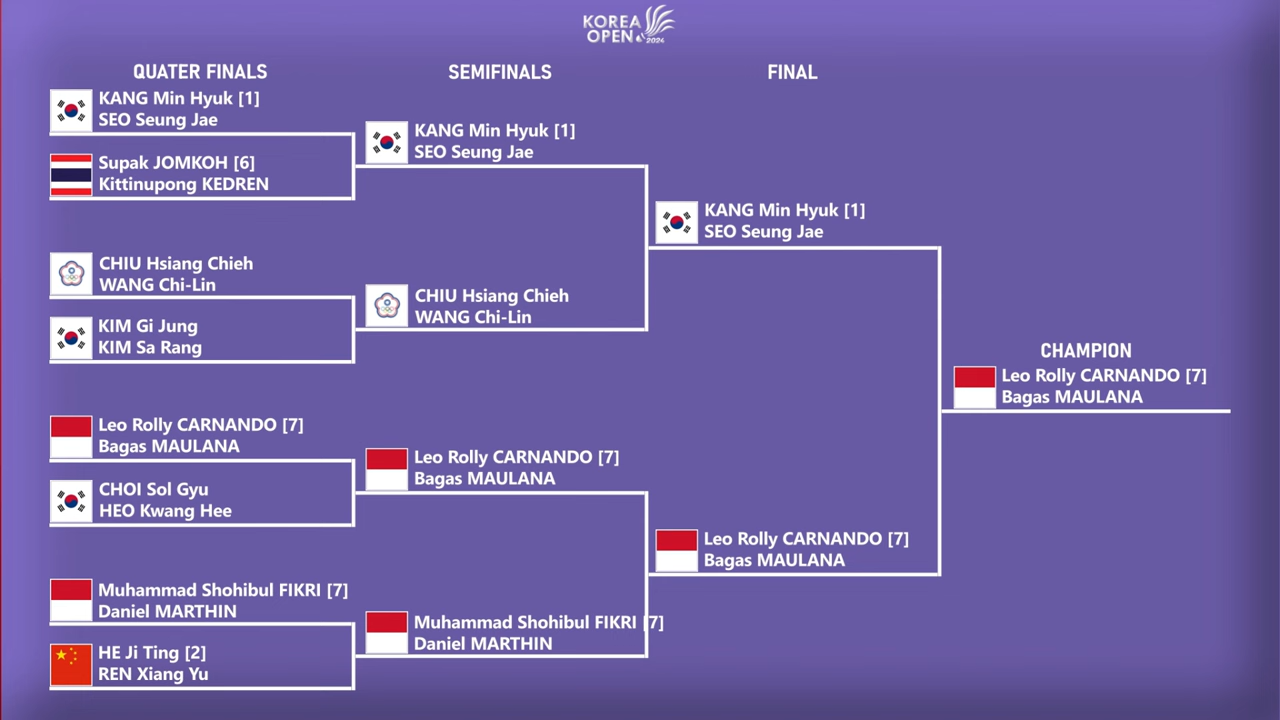 KOREA
OPEN 2024
QUATER FINALS
SEMIFINALS
FINAL
KANG Min Hyuk [1]
SEO Seung Jae
Supak JOMKOH [6]
Kittinupong KEDREN
CHIU Hsiang Chieh
WANG Chi-Lin
KIM Gi Jung
KIM Sa Rang
Leo Rolly CARNANDO [7]
Bagas MAULANA
CHOI Sol Gyu
HEO Kwang Hee
Muhammad Shohibul FIKRI [7]
Daniel MARTHIN
HE Ji Ting [2]
REN Xiang Yu
KANG Min Hyuk [1]
SEO Seung Jae
CHIU Hsiang Chieh
WANG Chi-Lin
Leo Rolly CARNANDO [7]
Bagas MAULANA
Muhammad Shohibul FIKRI [7]
Daniel MARTHIN
KANG Min Hyuk [1]
SEO Seung Jae
Leo Rolly CARNANDO [7]
Bagas MAULANA
CHAMPION
Leo Rolly CARNANDO [7]
Bagas MAULANA